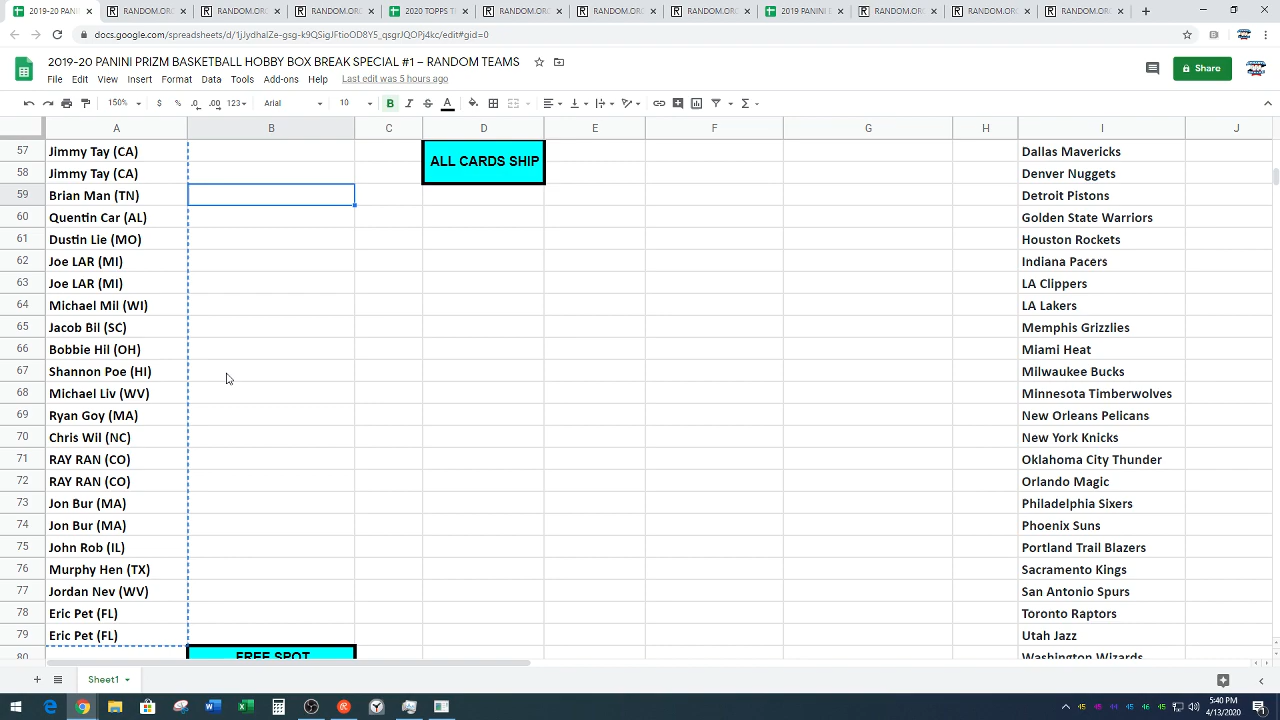 2019-20 PANI
RANDOM.OR
RANDOM.OR
RANDOM.OR
2020 TOPPS T
RANDOM.OR
RANDOM.OR
RANDOM.OR
2019 PANINI
RANDOM.OR
RANDOM.OR
RANDOM.OR
docs.google.com/spreadsheets/d/1jJydhalZe-gsg-k9QSigJFtioOD8Y5_qsgrJQOPj4kc/edit#gid=0
2019-20 PANINI PRIZM BASKETBALL HOBBY BOX BREAK SPECIAL #1 – RANDOM TEAMS
File Edit View Insert Format Data Tools Add-ons Help Last edit was 5 hours ago
Share
150% $ % .0 .00 123 Arial 10 B I S A
A B C D E F G H I J
57 Jimmy Tay (CA) ALL CARDS SHIP Dallas Mavericks
58 Jimmy Tay (CA) Denver Nuggets
59 Brian Man (TN) Detroit Pistons
60 Quentin Car (AL) Golden State Warriors
61 Dustin Lie (MO) Houston Rockets
62 Joe LAR (MI) Indiana Pacers
63 Joe LAR (MI) LA Clippers
64 Michael Mil (WI) LA Lakers
65 Jacob Bil (SC) Memphis Grizzlies
66 Bobbie Hil (OH) Miami Heat
67 Shannon Poe (HI) Milwaukee Bucks
68 Michael Liv (WV) Minnesota Timberwolves
69 Ryan Goy (MA) New Orleans Pelicans
70 Chris Wil (NC) New York Knicks
71 RAY RAN (CO) Oklahoma City Thunder
72 RAY RAN (CO) Orlando Magic
73 Jon Bur (MA) Philadelphia Sixers
74 Jon Bur (MA) Phoenix Suns
75 John Rob (IL) Portland Trail Blazers
76 Murphy Hen (TX) Sacramento Kings
77 Jordan Nev (WV) San Antonio Spurs
78 Eric Pet (FL) Toronto Raptors
79 Eric Pet (FL) Utah Jazz
80 FREE SPOT Washington Wizards
Sheet1
45 45 44 45 46 45
5:40 PM
4/13/2020